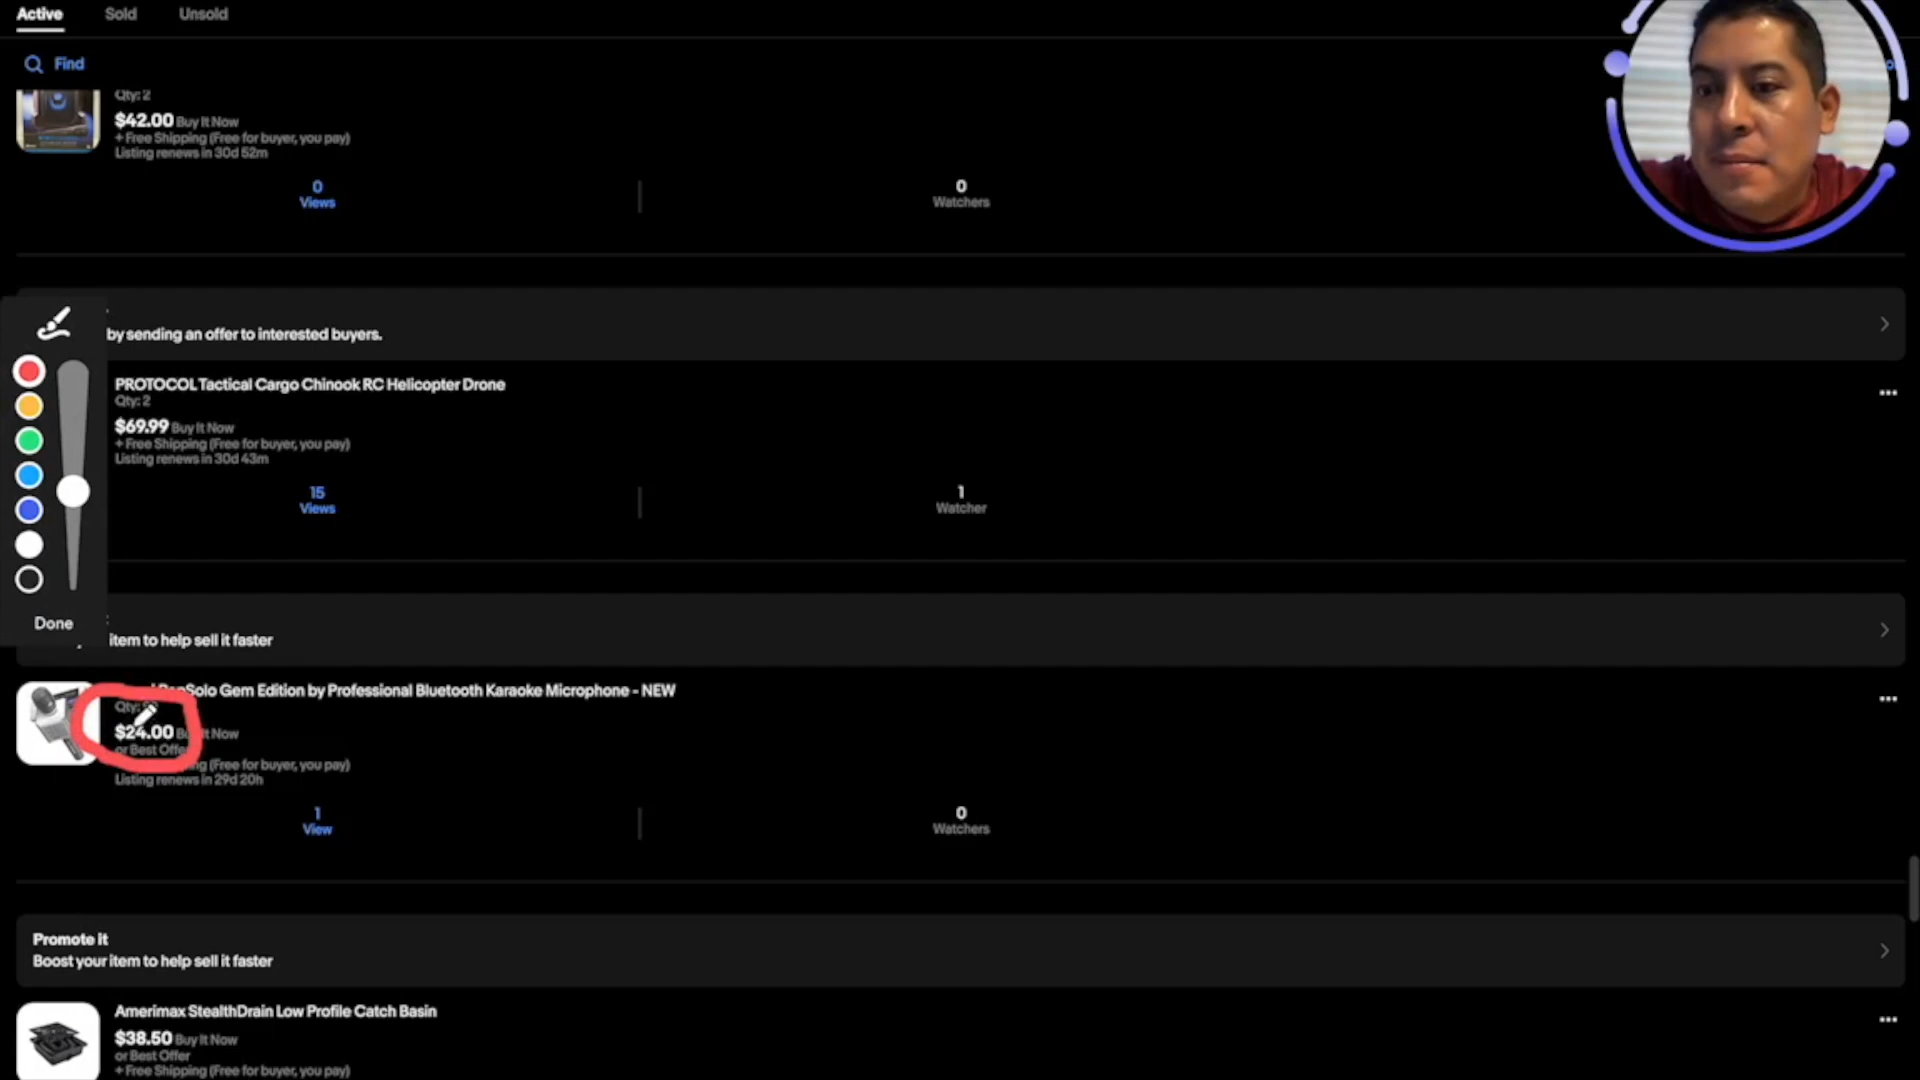 Active
Sold
Unsold
Find
Qty: 2
$42.00 Buy It Now
+ Free Shipping (Free for buyer, you pay)
Listing renews in 30d 52m
0
Views
0
Watchers
by sending an offer to interested buyers.
PROTOCOL Tactical Cargo Chinook RC Helicopter Drone
Qty: 2
$69.99 Buy It Now
+ Free Shipping (Free for buyer, you pay)
Listing renews in 30d 43m
15
Views
1
Watcher
Done
item to help sell it faster
Solo Gem Edition by Professional Bluetooth Karaoke Microphone - NEW
Qty:
$24.00 It Now
or Best Offer
(Free for buyer, you pay)
Listing renews in 29d 20h
1
View
0
Watchers
Promote it
Boost your item to help sell it faster
Amerimax StealthDrain Low Profile Catch Basin
$38.50 Buy It Now
or Best Offer
+ Free Shipping (Free for buyer, you pay)